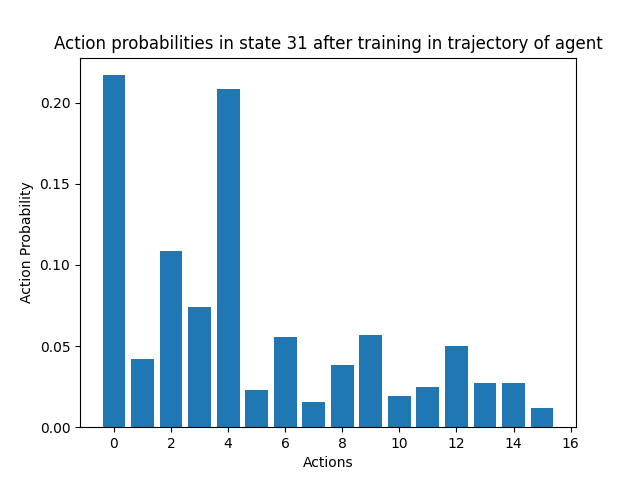 Action probabilities in state 31 after training in trajectory of agent
Action Probability
0.20
0.15
0.10
0.05
0.00
0 2 4 6 8 10 12 14 16
Actions